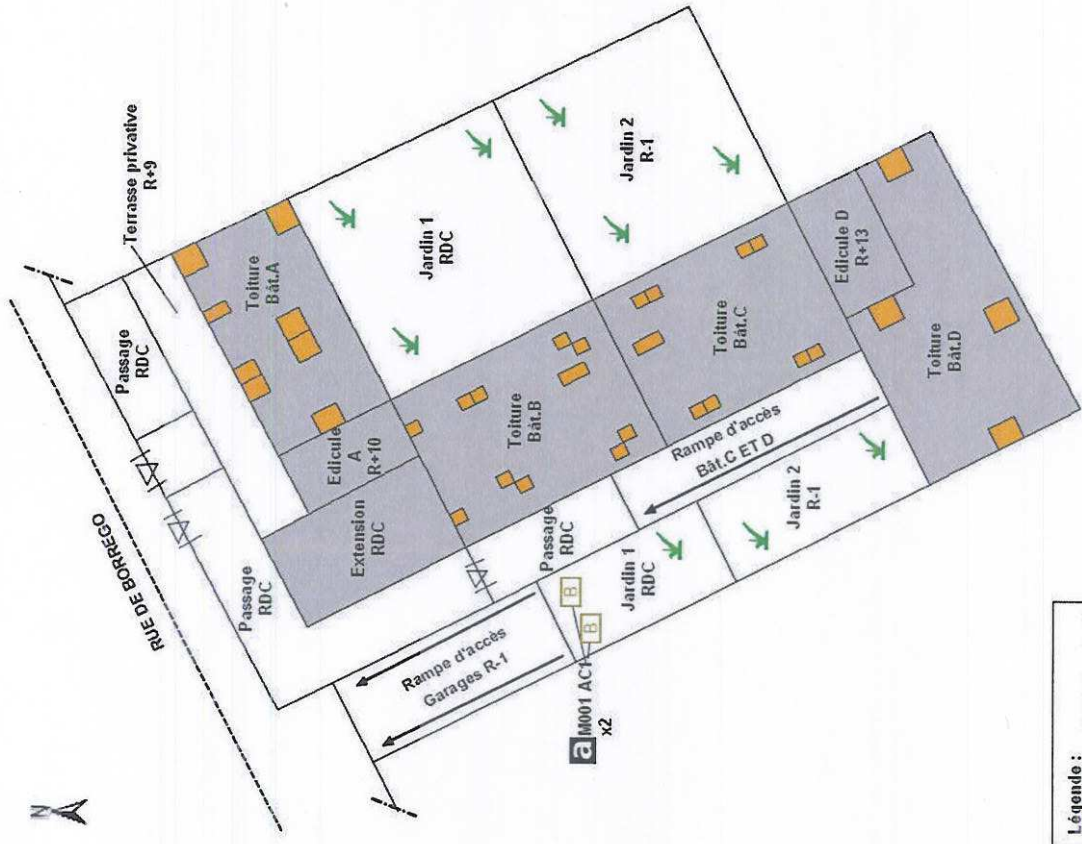 N
RUE DE BORREGO
Terrasse privative
R+9
Passage
RDC
Toiture
Bât.A
Passage
RDC
Edicule
A
R+10
Extension
RDC
Jardin 1
RDC
Jardin 2
R-1
Toiture
Bât.B
Toiture
Bât.C
Edicule D
R+13
Toiture
Bât.D
Rampe d'accès
Bât.C ET D
Passage
RDC
Jardin 1
RDC
Jardin 2
R-1
Rampe d'accès
Garages R-1
B
B
a M001 AC1
x2
Légende :